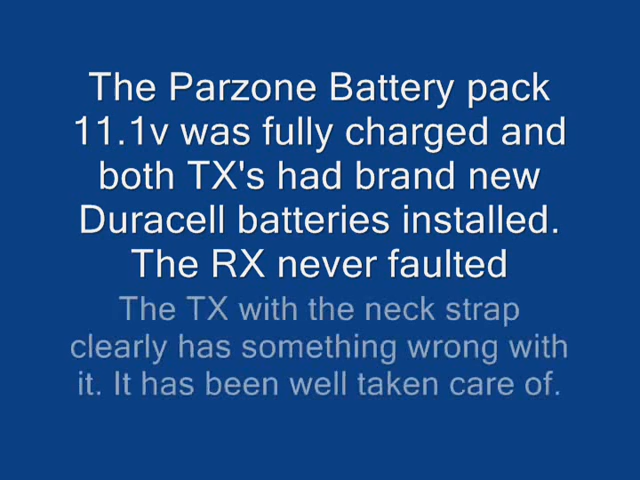 The Parzone Battery pack
11.1v was fully charged and
both TX's had brand new
Duracell batteries installed.
The RX never faulted
The TX with the neck strap
clearly has something wrong with
it. It has been well taken care of.